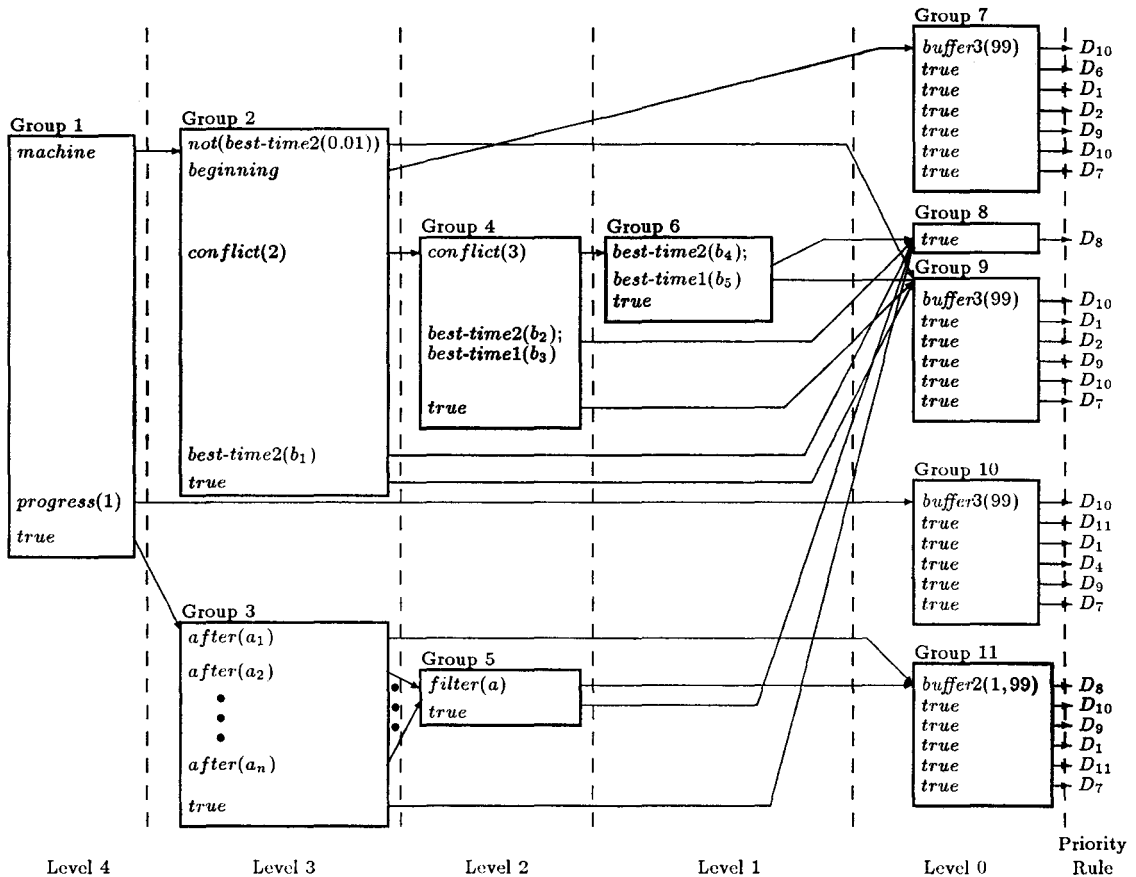 Group 1
machine
progress(1)
true
Group 2
not(best-time2(0.01))
beginning
conflict(2)
best-time2(b₁)
true
Group 3
after(a₁)
after(a₂)
after(aₙ)
true
Group 4
conflict(3)
best-time2(b₂);
best-time1(b₃)
true
Group 5
filter(a)
true
Group 6
best-time2(b₄);
best-time1(b₅)
true
Group 7
buffer3(99) D₁₀
true D₆
true D₁
true D₂
true D₉
true D₁₀
true D₇
Group 8
true D₈
Group 9
buffer3(99) D₁₀
true D₁
true D₂
true D₉
true D₁₀
true D₇
Group 10
buffer3(99) D₁₀
true D₁₁
true D₁
true D₄
true D₉
true D₇
Group 11
buffer2(1,99) D₈
true D₁₀
true D₉
true D₁
true D₁₁
true D₇
Level 4
Level 3
Level 2
Level 1
Level 0
Priority
Rule